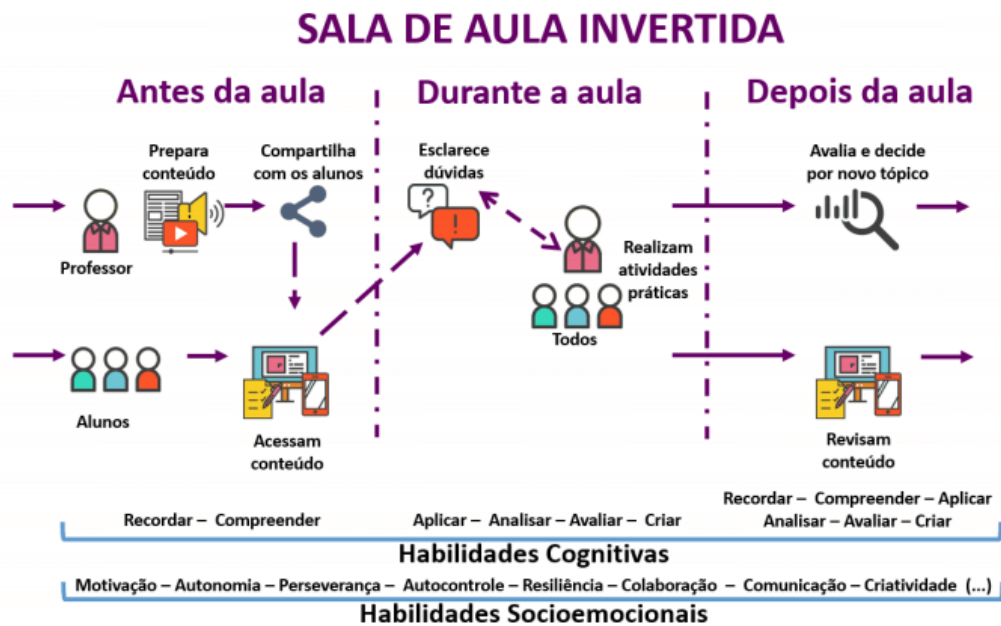 SALA DE AULA INVERTIDA
Antes da aula
Durante a aula
Depois da aula
Prepara
conteúdo
Compartilha
com os alunos
Esclarece
dúvidas
Avalia e decide
por novo tópico
?
!
Professor
Realizam
atividades
práticas
Todos
Alunos
Acessam
conteúdo
Revisam
conteúdo
Recordar – Compreender
Aplicar – Analisar – Avaliar – Criar
Recordar – Compreender – Aplicar
Analisar – Avaliar – Criar
Habilidades Cognitivas
Motivação – Autonomia – Perseverança – Autocontrole – Resiliência – Colaboração – Comunicação – Criatividade (...)
Habilidades Socioemocionais